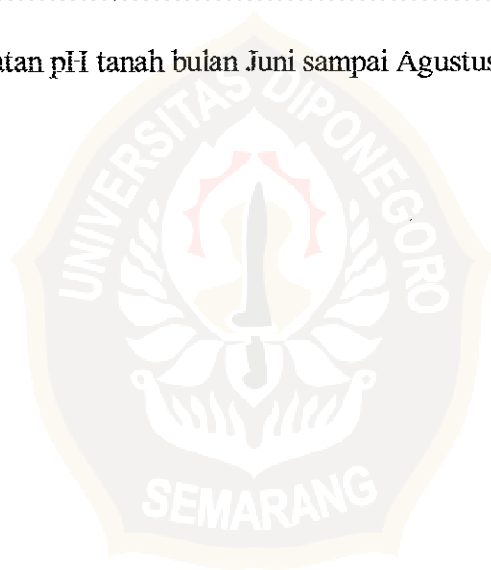 atan pH tanah bulan Juni sampai Agustus
UNIVERSITAS DIPONEGORO
SEMARANG